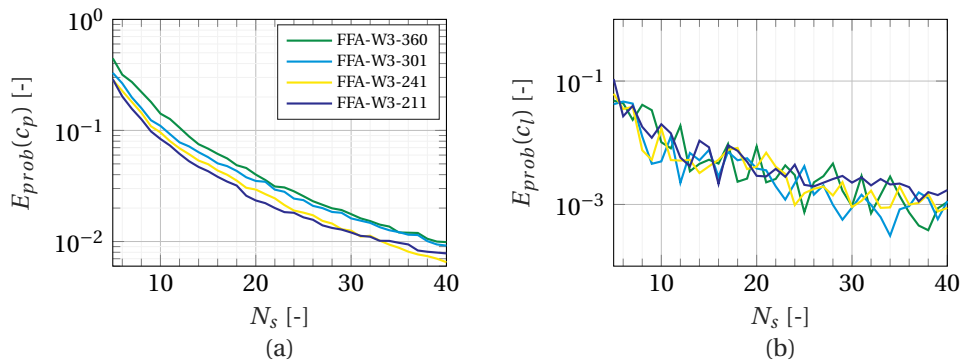 E_prob(c_p) [-]
10^0
10^-1
10^-2
FFA-W3-360
FFA-W3-301
FFA-W3-241
FFA-W3-211
10 20 30 40
N_s [-]
(a)
E_prob(c_l) [-]
10^-1
10^-3
10 20 30 40
N_s [-]
(b)